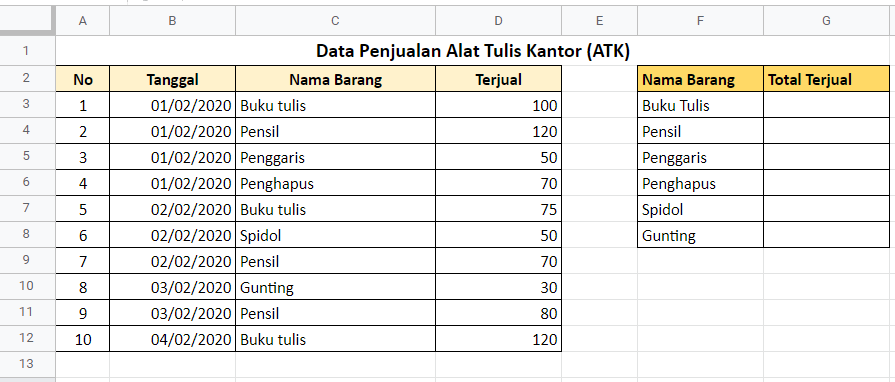 A B C D E F G
1 Data Penjualan Alat Tulis Kantor (ATK)
2 No Tanggal Nama Barang Terjual Nama Barang Total Terjual
3 1 01/02/2020 Buku tulis 100 Buku Tulis
4 2 01/02/2020 Pensil 120 Pensil
5 3 01/02/2020 Penggaris 50 Penggaris
6 4 01/02/2020 Penghapus 70 Penghapus
7 5 02/02/2020 Buku tulis 75 Spidol
8 6 02/02/2020 Spidol 50 Gunting
9 7 02/02/2020 Pensil 70
10 8 03/02/2020 Gunting 30
11 9 03/02/2020 Pensil 80
12 10 04/02/2020 Buku tulis 120
13